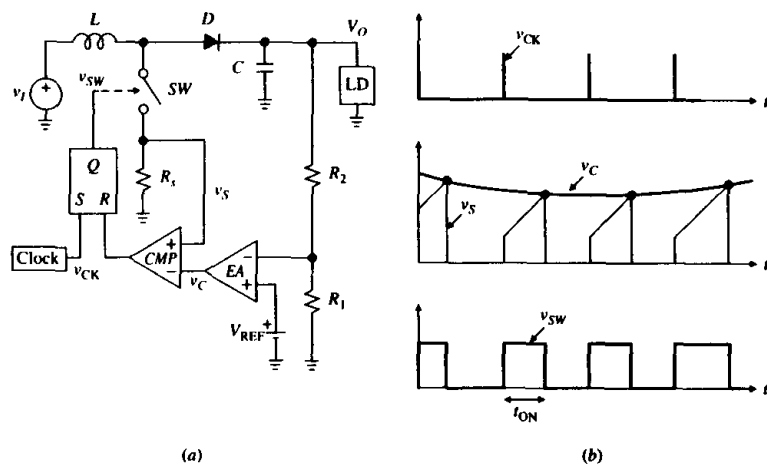 L
D
V_O
v_I
v_SW
SW
C
LD
Q
S
R
R_s
v_S
R_2
Clock
v_CK
+
CMP
−
v_C
EA
−
+
R_1
V_REF
+
(a)
v_CK
t
v_C
v_S
t
v_SW
t
t_ON
(b)